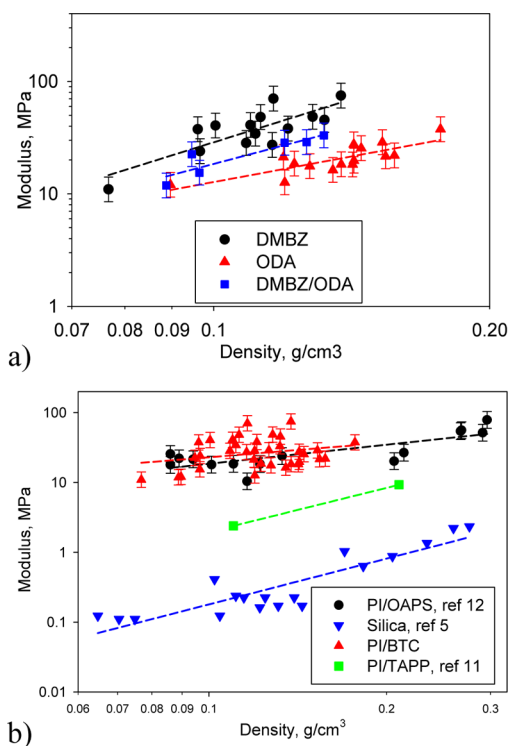 100
10
1
Modulus, MPa
DMBZ
ODA
DMBZ/ODA
0.07 0.08 0.09 0.1 0.20
Density, g/cm3
a)
100
10
1
0.1
0.01
Modulus, MPa
PI/OAPS, ref 12
Silica, ref 5
PI/BTC
PI/TAPP, ref 11
0.06 0.07 0.08 0.09 0.1 0.2 0.3
Density, g/cm³
b)